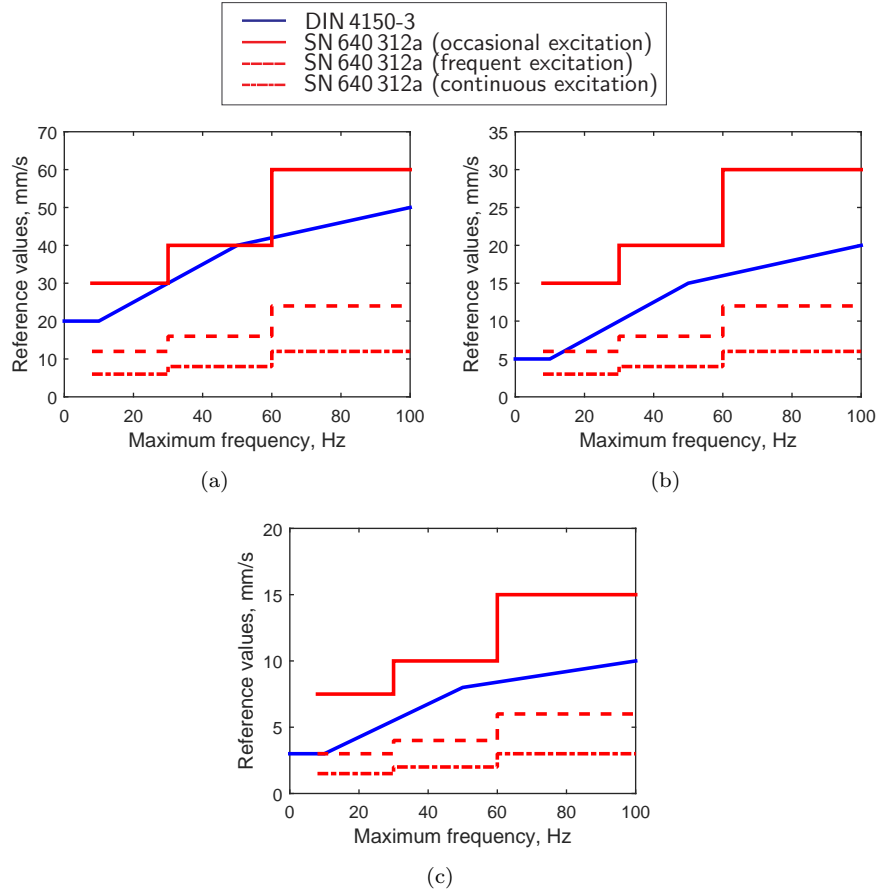 DIN 4150-3
SN 640 312a (occasional excitation)
SN 640 312a (frequent excitation)
SN 640 312a (continuous excitation)
70
60
50
40
30
20
10
0
Reference values, mm/s
0 20 40 60 80 100
Maximum frequency, Hz
(a)
35
30
25
20
15
10
5
0
Reference values, mm/s
0 20 40 60 80 100
Maximum frequency, Hz
(b)
20
15
10
5
0
Reference values, mm/s
0 20 40 60 80 100
Maximum frequency, Hz
(c)